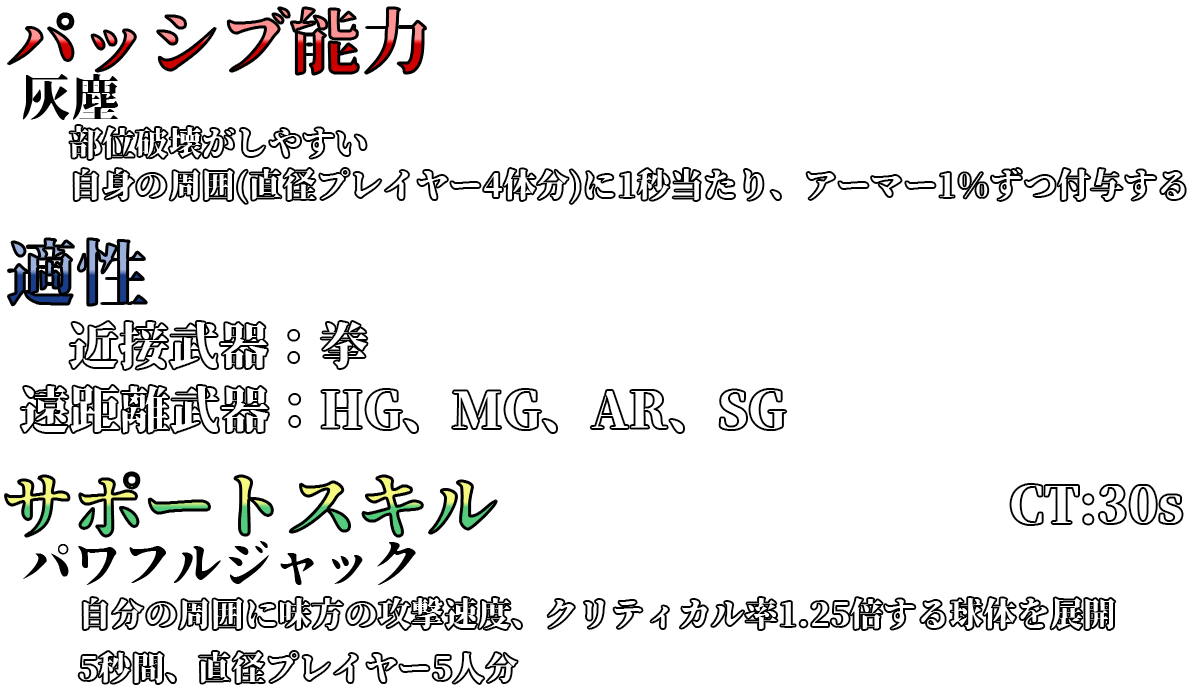 パッシブ能力
灰塵
部位破壊がしやすい
自身の周囲(直径プレイヤー4体分)に1秒当たり、アーマー1%ずつ付与する
適性
近接武器：拳
遠距離武器：HG、MG、AR、SG
サポートスキル CT:30s
パワフルジャック
自分の周囲に味方の攻撃速度、クリティカル率1.25倍する球体を展開
5秒間、直径プレイヤー5人分